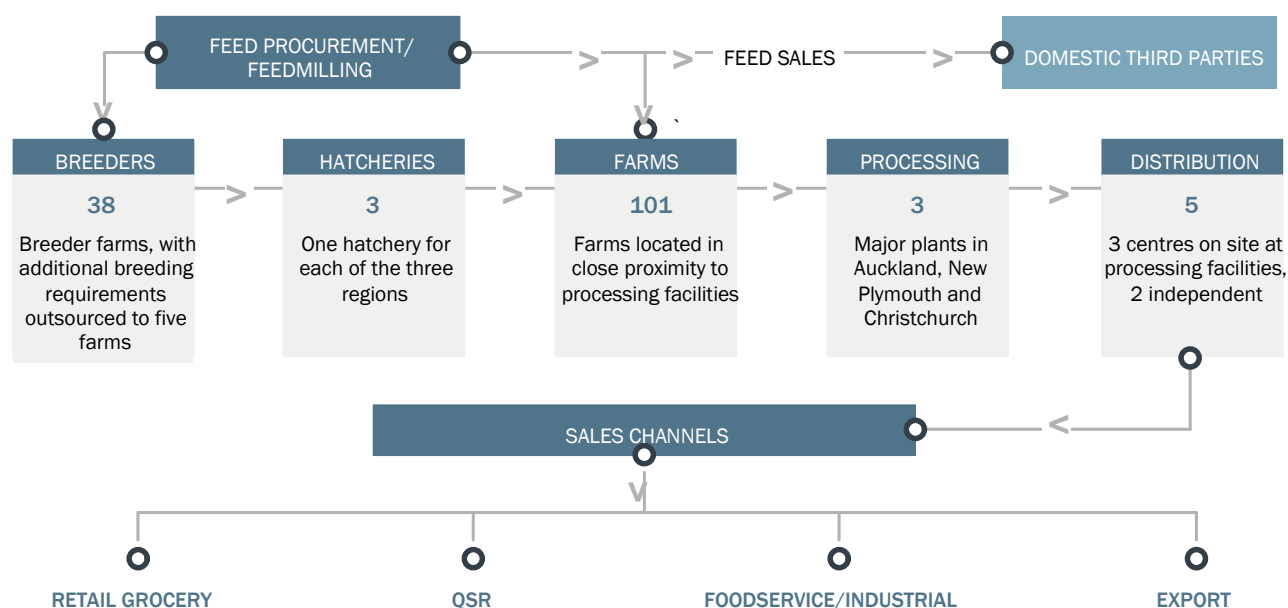 FEED PROCUREMENT/
FEEDMILLING
FEED SALES
DOMESTIC THIRD PARTIES
`
BREEDERS
38
Breeder farms, with
additional breeding
requirements
outsourced to five
farms
HATCHERIES
3
One hatchery for
each of the three
regions
FARMS
101
Farms located in
close proximity to
processing facilities
PROCESSING
3
Major plants in
Auckland, New
Plymouth and
Christchurch
DISTRIBUTION
5
3 centres on site at
processing facilities,
2 independent
SALES CHANNELS
RETAIL GROCERY
QSR
FOODSERVICE/INDUSTRIAL
EXPORT